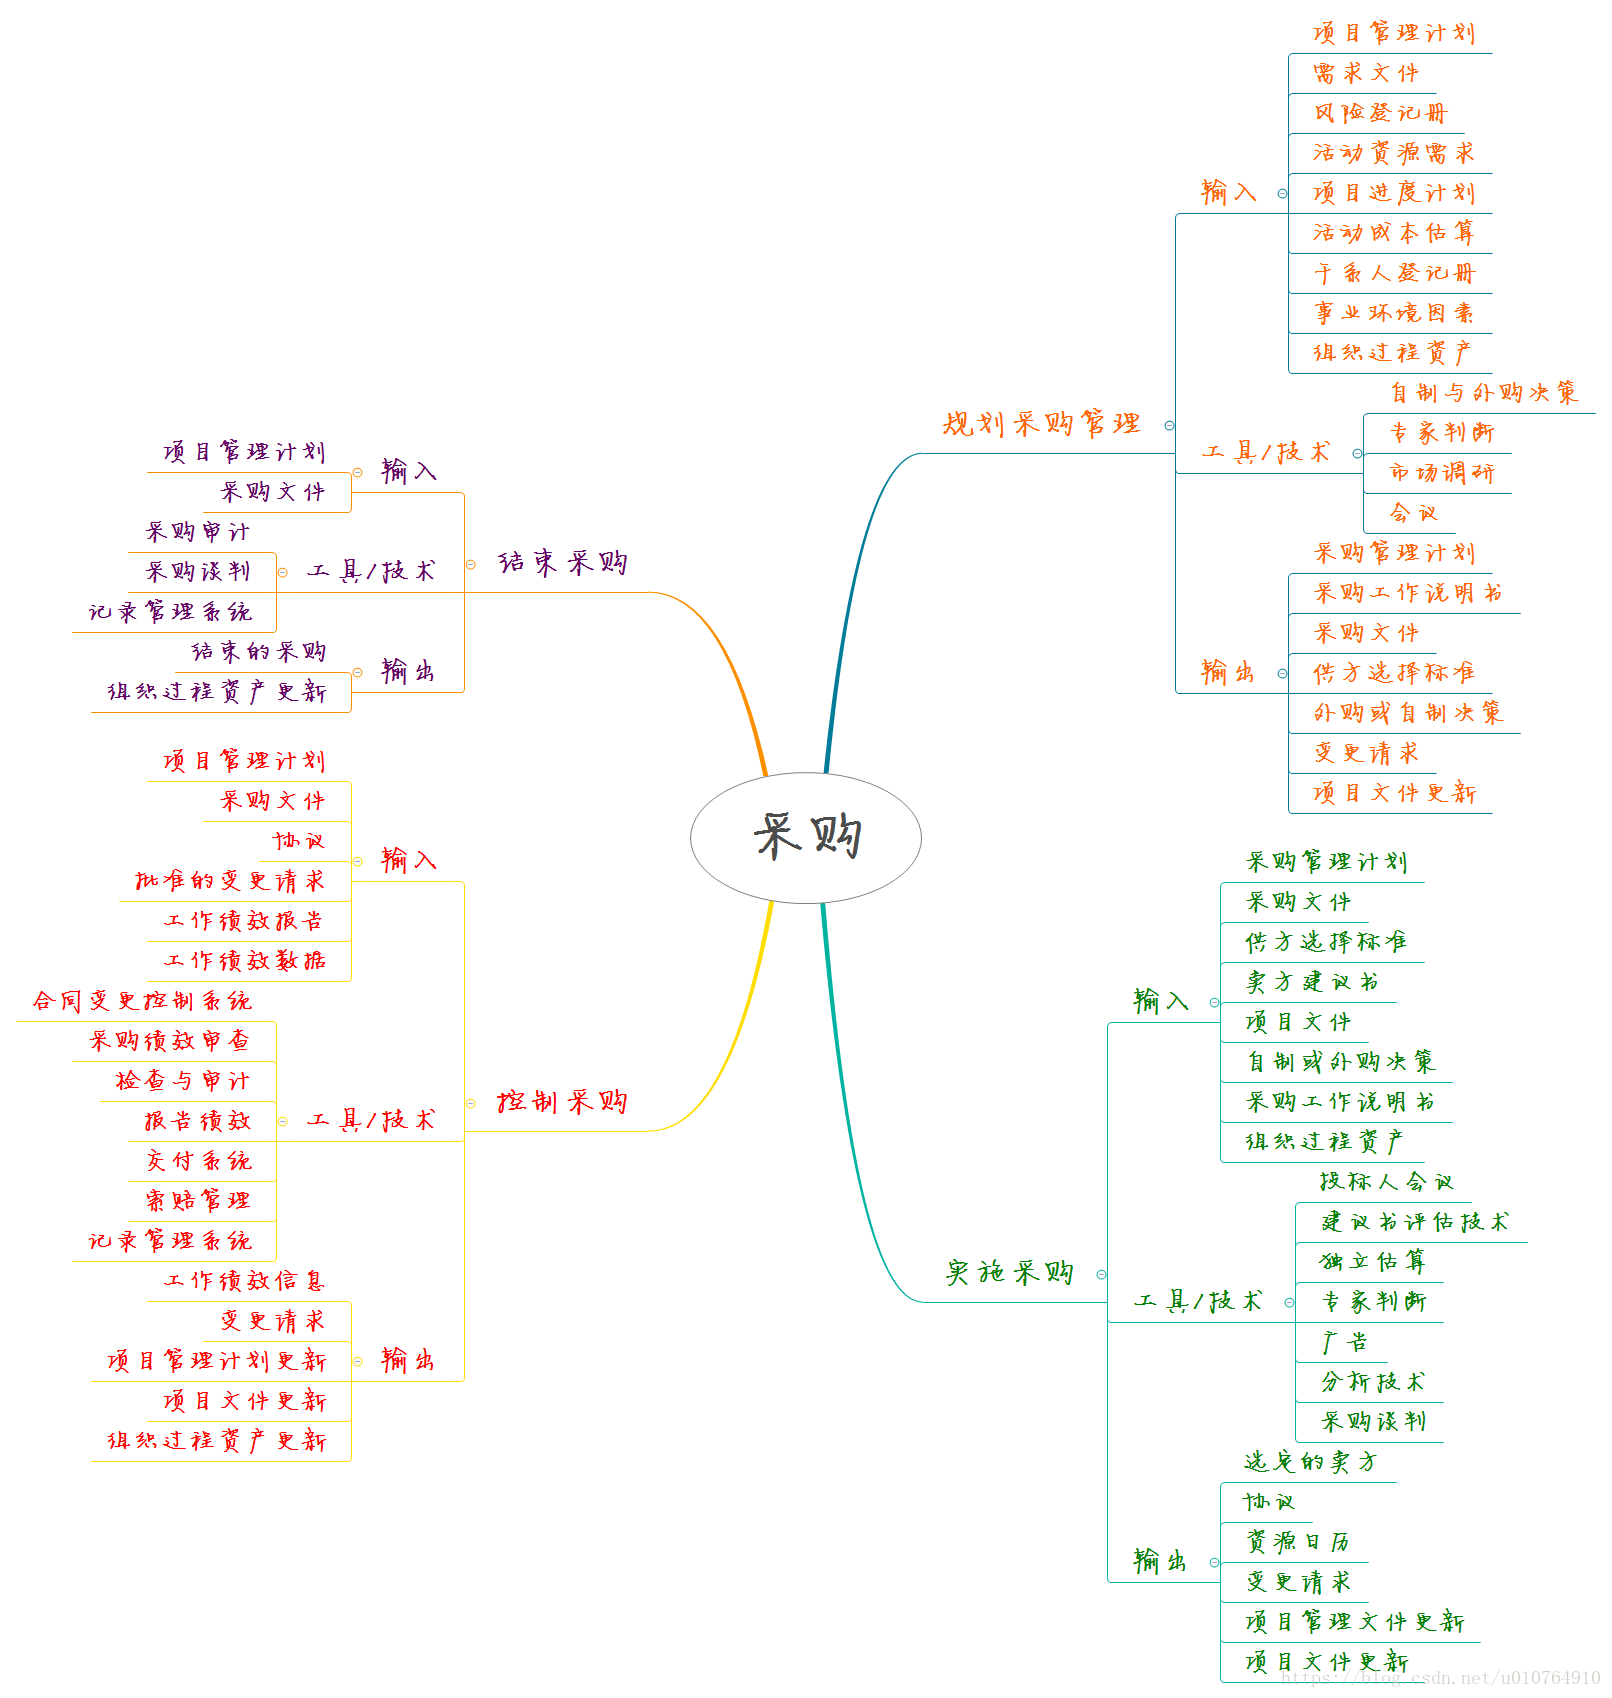 采购
规划采购管理
输入
项目管理计划
需求文件
风险登记册
活动资源需求
项目进度计划
活动成本估算
干系人登记册
事业环境因素
组织过程资产
工具/技术
自制与外购决策
专家判断
市场调研
会议
输出
采购管理计划
采购工作说明书
采购文件
供方选择标准
外购或自制决策
变更请求
项目文件更新
实施采购
输入
采购管理计划
采购文件
供方选择标准
卖方建议书
项目文件
自制或外购决策
采购工作说明书
组织过程资产
工具/技术
投标人会议
建议书评估技术
独立估算
专家判断
广告
分析技术
采购谈判
输出
选定的卖方
协议
资源日历
变更请求
项目管理文件更新
项目文件更新
结束采购
输入
项目管理计划
采购文件
工具/技术
采购审计
采购谈判
记录管理系统
输出
结束的采购
组织过程资产更新
控制采购
输入
项目管理计划
采购文件
协议
批准的变更请求
工作绩效报告
工作绩效数据
工具/技术
合同变更控制系统
采购绩效审查
检查与审计
报告绩效
交付系统
索赔管理
记录管理系统
输出
工作绩效信息
变更请求
项目管理计划更新
项目文件更新
组织过程资产更新
https://blog.csdn.net/u010764910